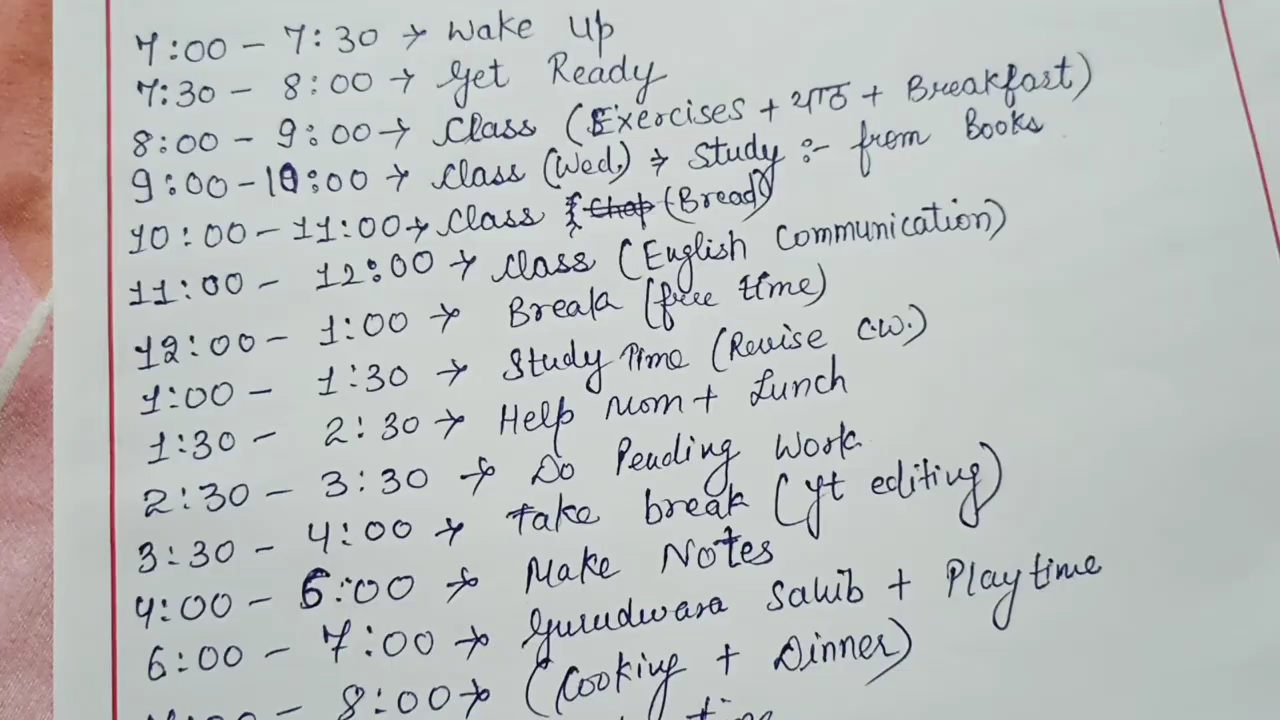 7:00 - 7:30 → Wake Up
7:30 - 8:00 → Get Ready
8:00 - 9:00 → Class (Exercises + पाठ + Breakfast)
9:00 - 10:00 → Class (Wed.) → Study :- from Books
10:00 - 11:00 → Class (Bread)
11:00 - 12:00 → Class (English Communication)
12:00 - 1:00 → Break (free time)
1:00 - 1:30 → Study Time (Revise C.W.)
1:30 - 2:30 → Help Mom + Lunch
2:30 - 3:30 → Do Pending Work
3:30 - 4:00 → Take break (yt editing)
4:00 - 6:00 → Make Notes
6:00 - 7:00 → Gurudwara Sahib + Playtime
- 8:00 → (Cooking + Dinner)